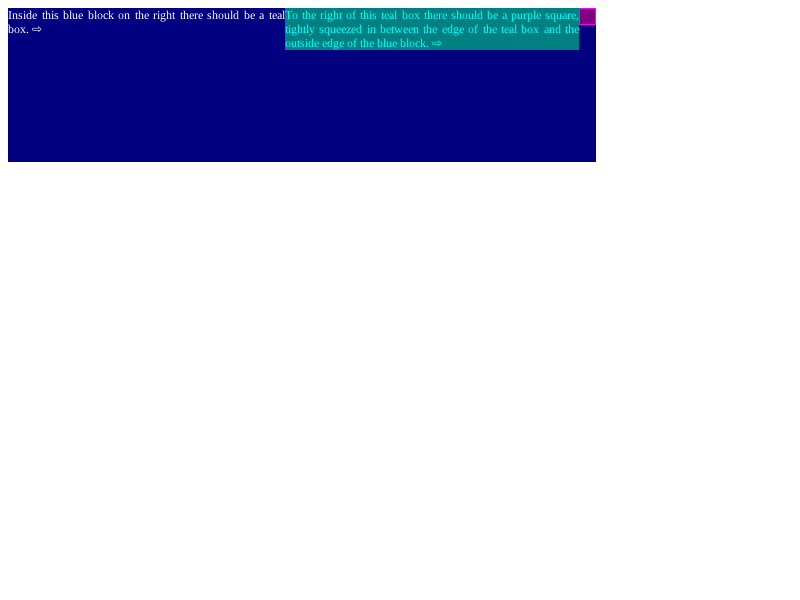 Inside this blue block on the right there should be a teal
box. ⇨
To the right of this teal box there should be a purple square,
tightly squeezed in between the edge of the teal box and the
outside edge of the blue block. ⇨